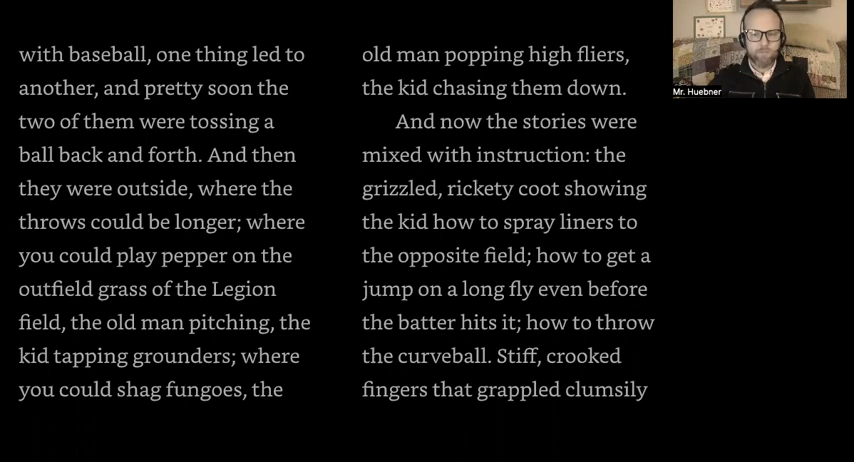 with baseball, one thing led to
another, and pretty soon the
two of them were tossing a
ball back and forth. And then
they were outside, where the
throws could be longer; where
you could play pepper on the
outfield grass of the Legion
field, the old man pitching, the
kid tapping grounders; where
you could shag fungoes, the
old man popping high fliers,
the kid chasing them down.
And now the stories were
mixed with instruction: the
grizzled, rickety coot showing
the kid how to spray liners to
the opposite field; how to get a
jump on a long fly even before
the batter hits it; how to throw
the curveball. Stiff, crooked
fingers that grappled clumsily
Mr. Huebner